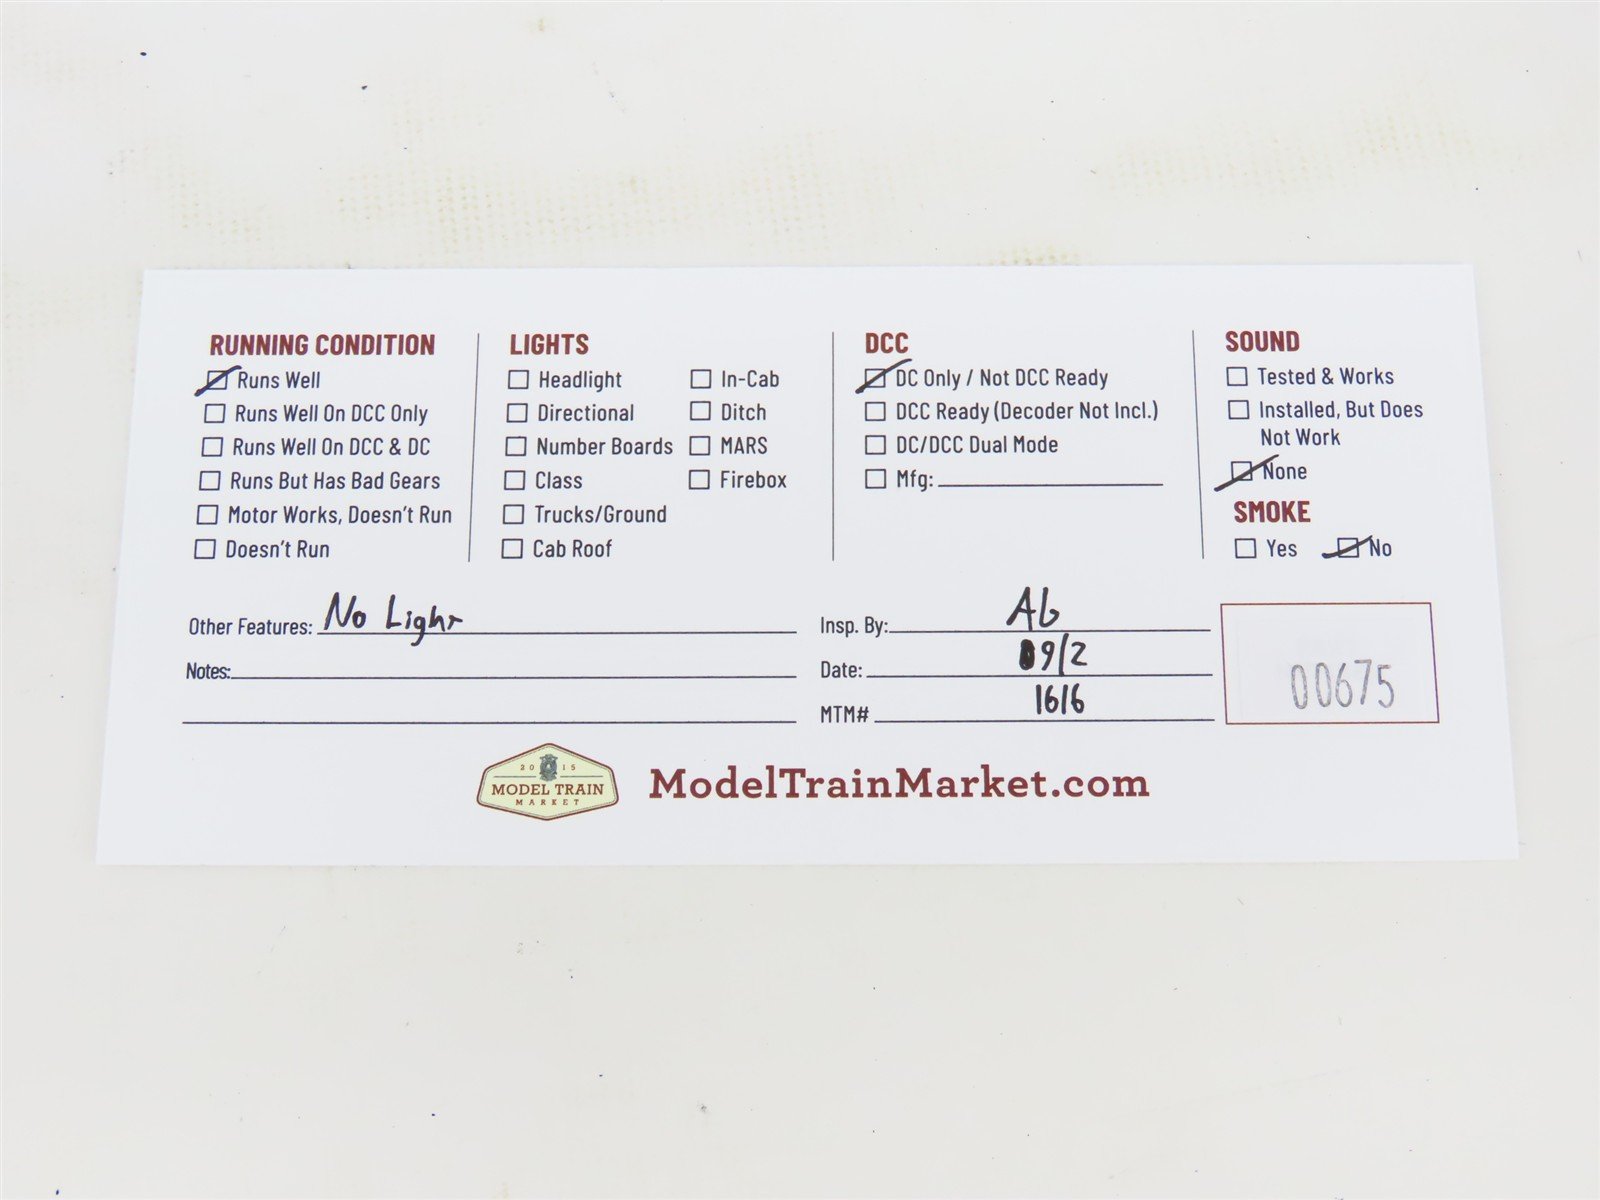 RUNNING CONDITION
Runs Well
Runs Well On DCC Only
Runs Well On DCC & DC
Runs But Has Bad Gears
Motor Works, Doesn't Run
Doesn't Run
LIGHTS
Headlight
Directional
Number Boards
Class
Trucks/Ground
Cab Roof
In-Cab
Ditch
MARS
Firebox
DCC
DC Only / Not DCC Ready
DCC Ready (Decoder Not Incl.)
DC/DCC Dual Mode
Mfg:
SOUND
Tested & Works
Installed, But Does
Not Work
None
SMOKE
Yes No
Other Features: No Light
Notes:
Insp. By: AG
Date: 09/2
MTM# 1616
00675
2015
MODEL TRAIN
MARKET
ModelTrainMarket.com